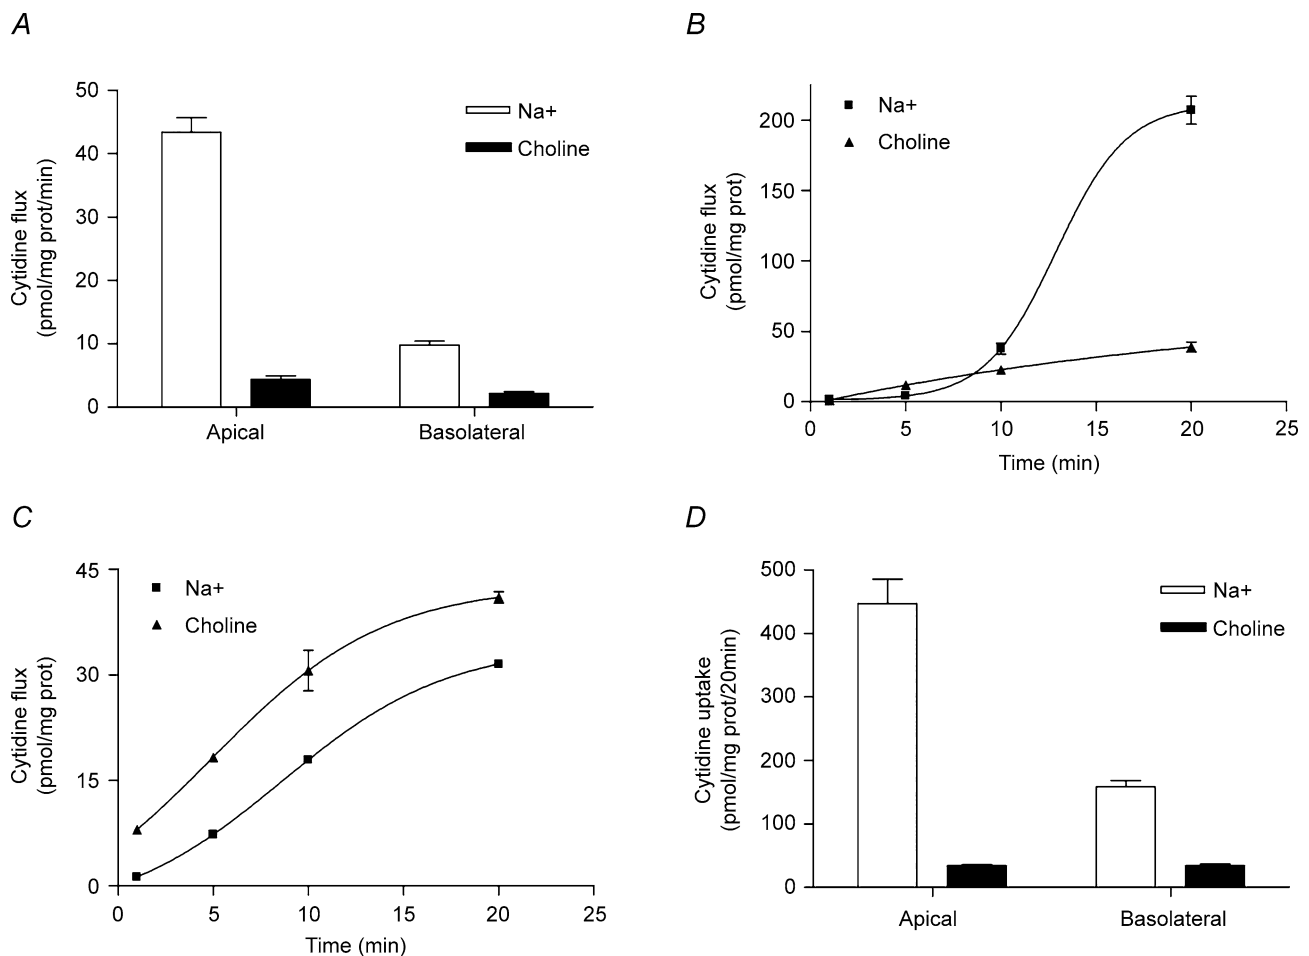 A
Cytidine flux
(pmol/mg prot/min)
50
40
30
20
10
0
Na+
Choline
Apical
Basolateral
B
Cytidine flux
(pmol/mg prot)
200
150
100
50
0
Na+
Choline
0
5
10
15
20
25
Time (min)
C
Cytidine flux
(pmol/mg prot)
45
30
15
0
Na+
Choline
0
5
10
15
20
25
Time (min)
D
Cytidine uptake
(pmol/mg prot/20min)
500
400
300
200
100
0
Na+
Choline
Apical
Basolateral